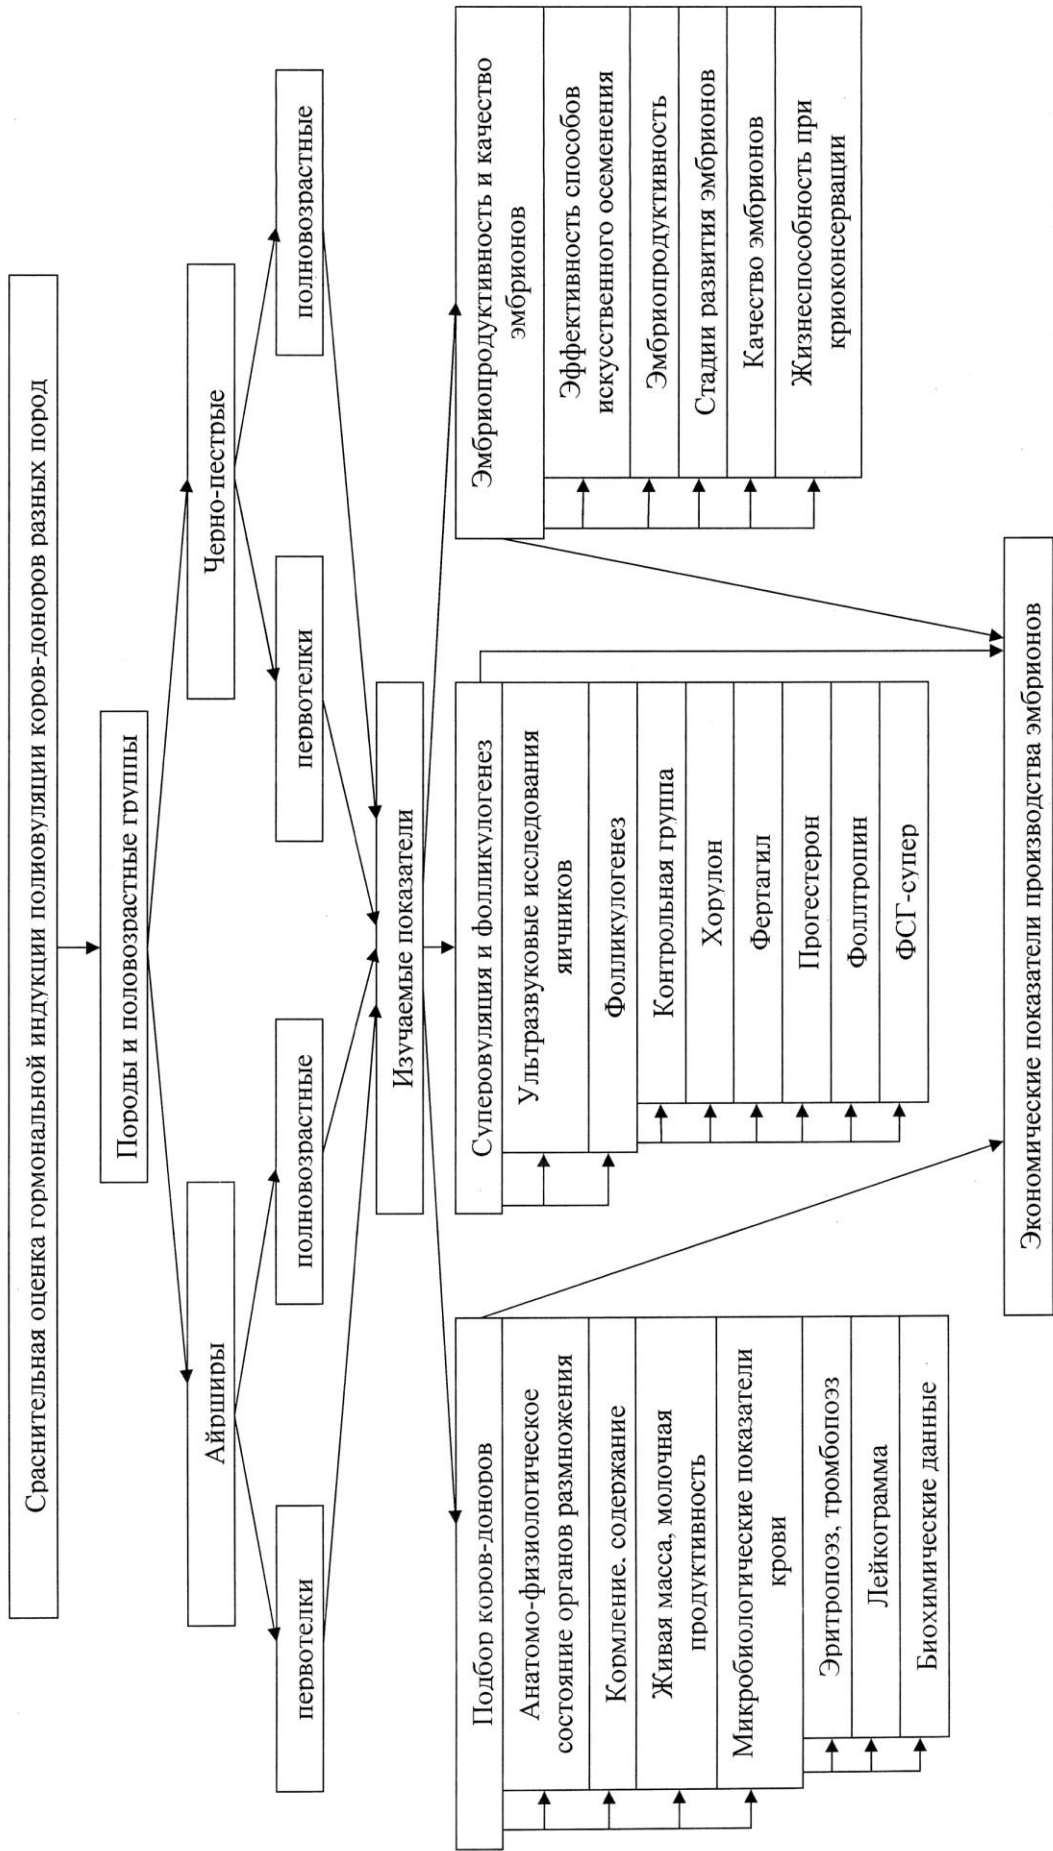 Сраснительная оценка гормональной индукции полиовуляции коров-доноров разных пород
Породы и половозрастные группы
Айрширы
Черно-пестрые
первотелки
полновозрастные
первотелки
полновозрастные
Изучаемые показатели
Подбор коров-доноров
Анатомо-физиологическое
состояние органов размножения
Кормление. содержание
Живая масса, молочная
продуктивность
Микробиологические показатели
крови
Эритропоэз, тромбопоэз
Лейкограмма
Биохимические данные
Суперовуляция и фолликулогенез
Ультразвуковые исследования
яичников
Фолликулогенез
Контрольная группа
Хорулон
Фертагил
Прогестерон
Фоллтропин
ФСГ-супер
Эмбриопродуктивность и качество
эмбрионов
Эффективность способов
искусственного осеменения
Эмбриопродуктивность
Стадии развития эмбрионов
Качество эмбрионов
Жизнеспособность при
криоконсервации
Экономические показатели производства эмбрионов